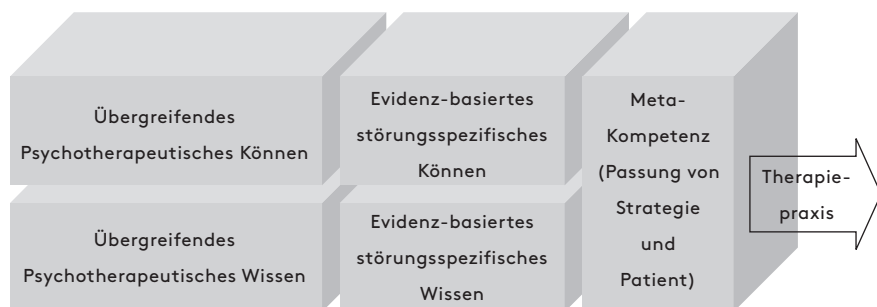 Übergreifendes
Psychotherapeutisches Können
Evidenz-basiertes
störungsspezifisches
Können
Übergreifendes
Psychotherapeutisches Wissen
Evidenz-basiertes
störungsspezifisches
Wissen
Meta-
Kompetenz
(Passung von
Strategie
und
Patient)
Therapie-
praxis